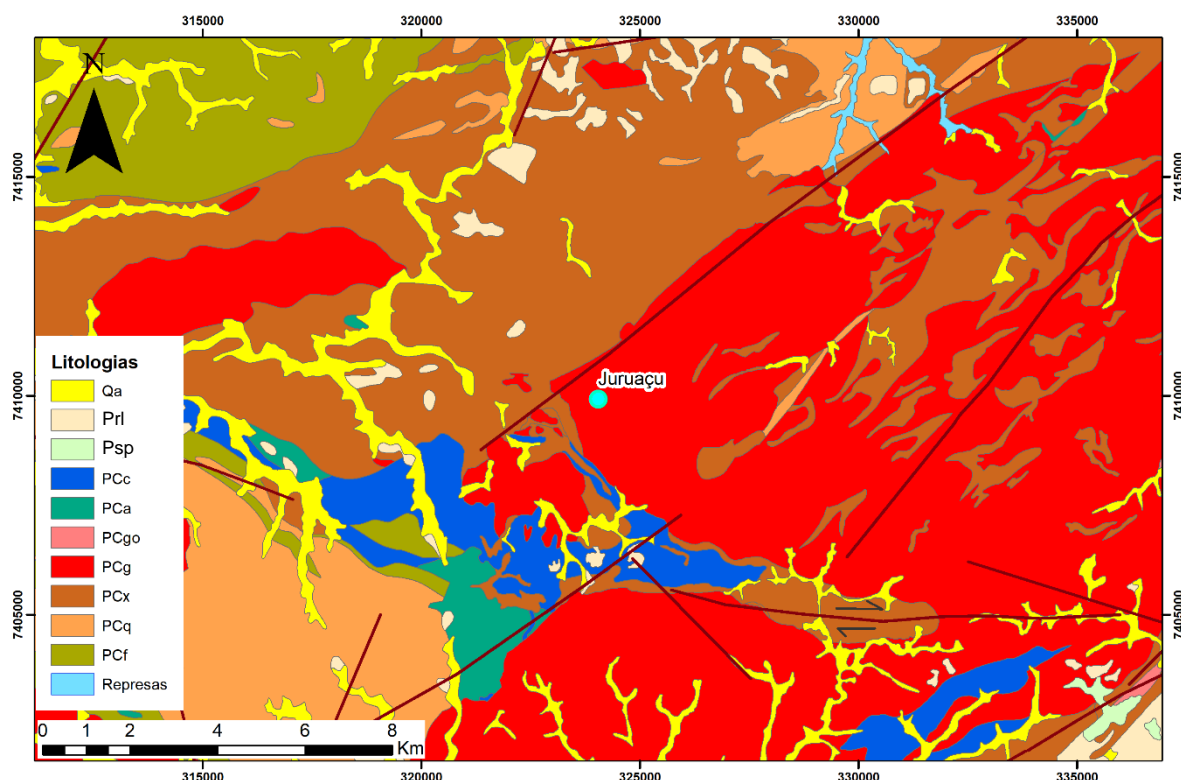 315000 320000 325000 330000 335000
N
7415000 7415000
Juruaçu
7410000 7410000
Litologias
Qa
Prl
Psp
PCc
PCa
PCgo
PCg
PCx
PCq
PCf
Represas
7405000 7405000
0 1 2 4 6 8
Km
315000 320000 325000 330000 335000